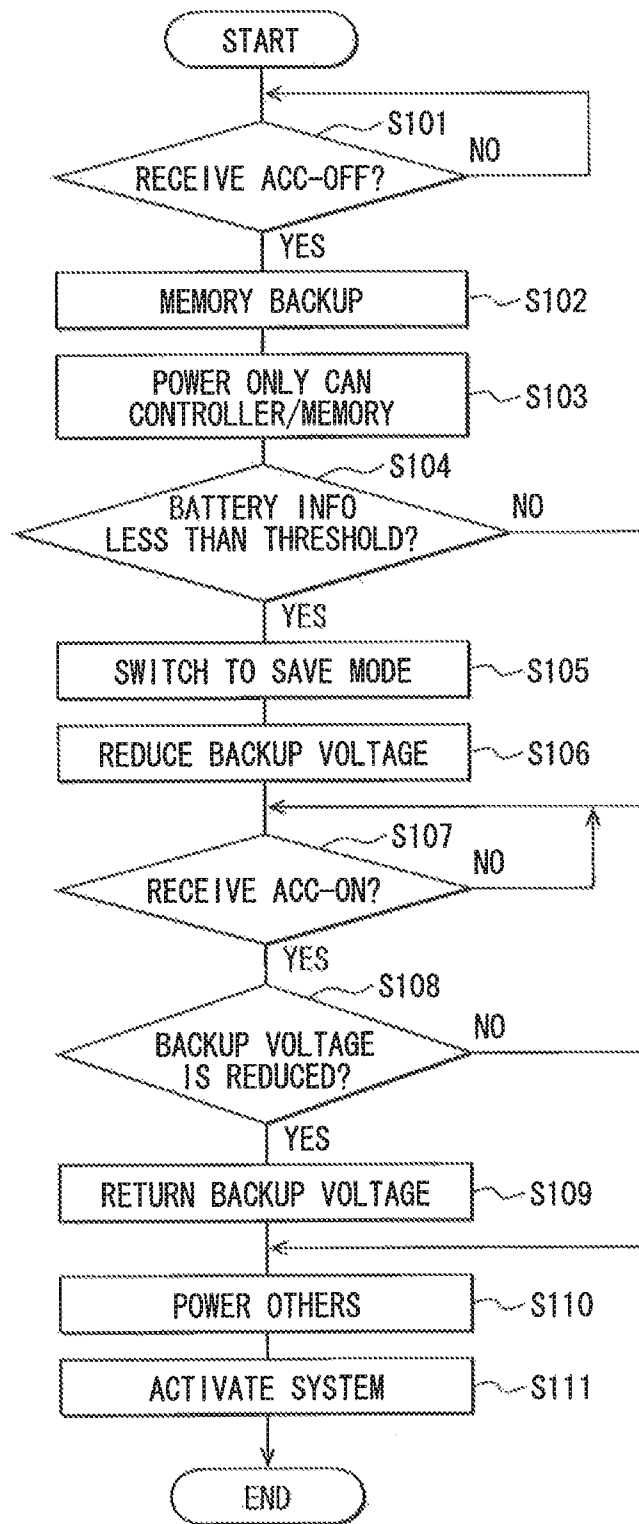 START
S101
RECEIVE ACC-OFF?
NO
YES
MEMORY BACKUP
S102
POWER ONLY CAN
CONTROLLER/MEMORY
S103
S104
BATTERY INFO
LESS THAN THRESHOLD?
NO
YES
SWITCH TO SAVE MODE
S105
REDUCE BACKUP VOLTAGE
S106
S107
RECEIVE ACC-ON?
NO
YES
S108
BACKUP VOLTAGE
IS REDUCED?
NO
YES
RETURN BACKUP VOLTAGE
S109
POWER OTHERS
S110
ACTIVATE SYSTEM
S111
END